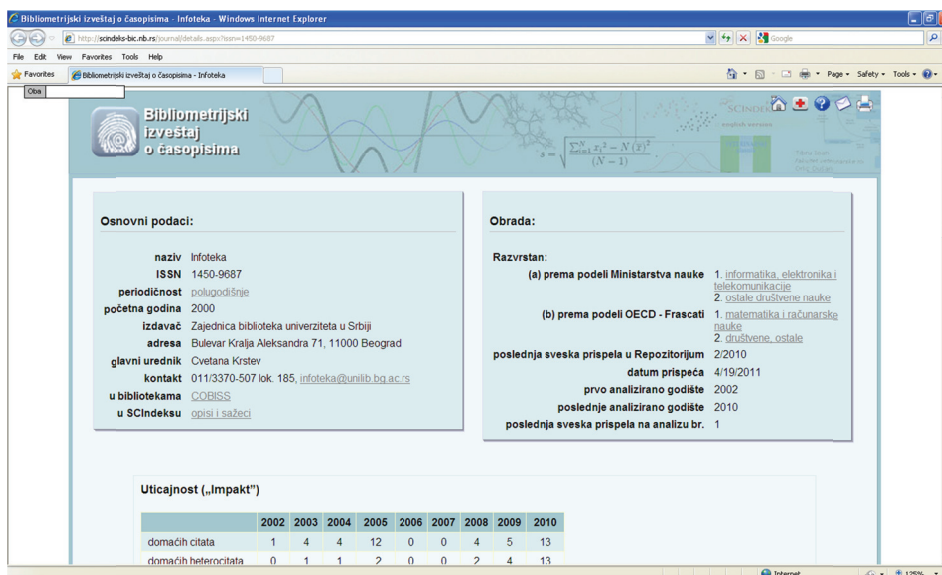 Bibliometrijski izveštaj o časopisima - Infoteka - Windows Internet Explorer
http://scindeks-bic.nb.rs/journal/details.aspx?issn=1450-9687
Google
File Edit View Favorites Tools Help
Favorites
Bibliometrijski izveštaj o časopisima - Infoteka
Page Safety Tools
Oba
Bibliometrijski
izveštaj
o časopisima
SCINDEKS
english version
Osnovni podaci:
naziv Infoteka
ISSN 1450-9687
periodičnost polugodišnje
početna godina 2000
izdavač Zajednica biblioteka univerziteta u Srbiji
adresa Bulevar Kralja Aleksandra 71, 11000 Beograd
glavni urednik Cvetana Krstev
kontakt 011/3370-507 lok. 185, infoteka@unilib.bg.ac.rs
u bibliotekama COBISS
u SCIndeksu opisi i sažeci
Obrada:
Razvrstan:
(a) prema podeli Ministarstva nauke 1. informatika, elektronika i
telekomunikacije
2. ostale društvene nauke
(b) prema podeli OECD - Frascati 1. matematika i računarske
nauke
2. društvene, ostale
poslednja sveska prispela u Repozitorijum 2/2010
datum prispeća 4/19/2011
prvo analizirano godište 2002
poslednje analizirano godište 2010
poslednja sveska prispela na analizu br. 1
Uticajnost („Impakt”)
2002 2003 2004 2005 2006 2007 2008 2009 2010
domaćih citata 1 4 4 12 0 0 4 5 13
domaćih heterocitata 0 1 1 2 0 0 2 4 13
Internet
125%